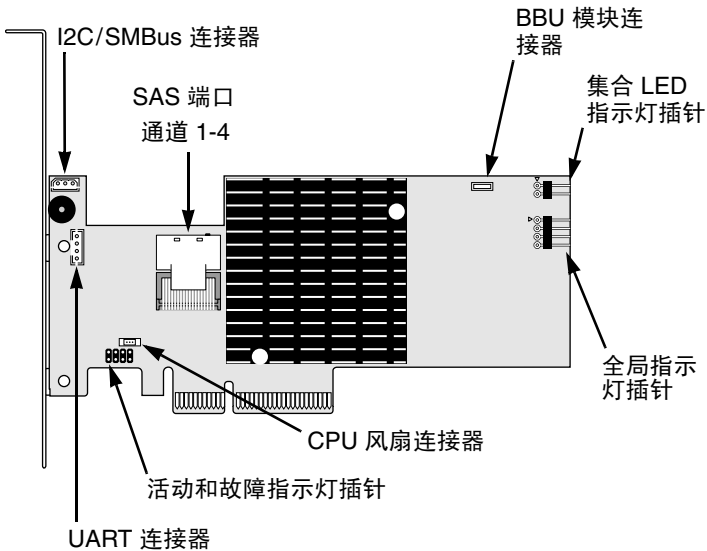 BBU 模块连
接器
I2C/SMBus 连接器
集合 LED
指示灯插针
SAS 端口
通道 1-4
全局指示
灯插针
CPU 风扇连接器
活动和故障指示灯插针
UART 连接器